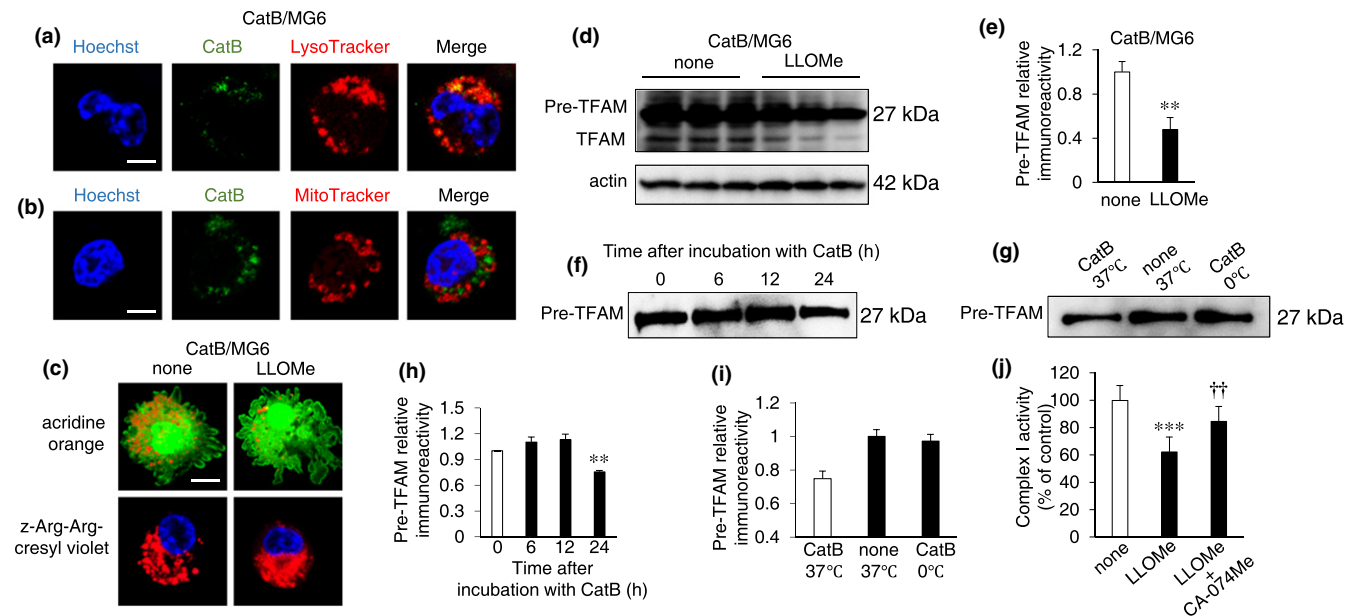 CatB/MG6
(a)
Hoechst CatB LysoTracker Merge
(b)
Hoechst CatB MitoTracker Merge
CatB/MG6
(c)
none LLOMe
acridine
orange
z-Arg-Arg-
cresyl violet
(d)
CatB/MG6
none LLOMe
Pre-TFAM 27 kDa
TFAM
actin 42 kDa
(e)
CatB/MG6
Pre-TFAM relative
immunoreactivity
1.2
0.8
0.4
0
**
none LLOMe
(f)
Time after incubation with CatB (h)
0 6 12 24
Pre-TFAM 27 kDa
(g)
CatB
37°C
none
37°C
CatB
0°C
Pre-TFAM 27 kDa
(h)
Pre-TFAM relative
immunoreactivity
1.5
1.2
0.9
0.6
0.3
0
**
0 6 12 24
Time after
incubation with CatB (h)
(i)
Pre-TFAM relative
immunoreactivity
1.2
1
0.8
0.6
0.4
CatB none CatB
37℃ 37℃ 0℃
(j)
Complex I activity
(% of control)
120
100
80
60
40
20
0
***
††
none
LLOMe
LLOMe
+
CA-074Me